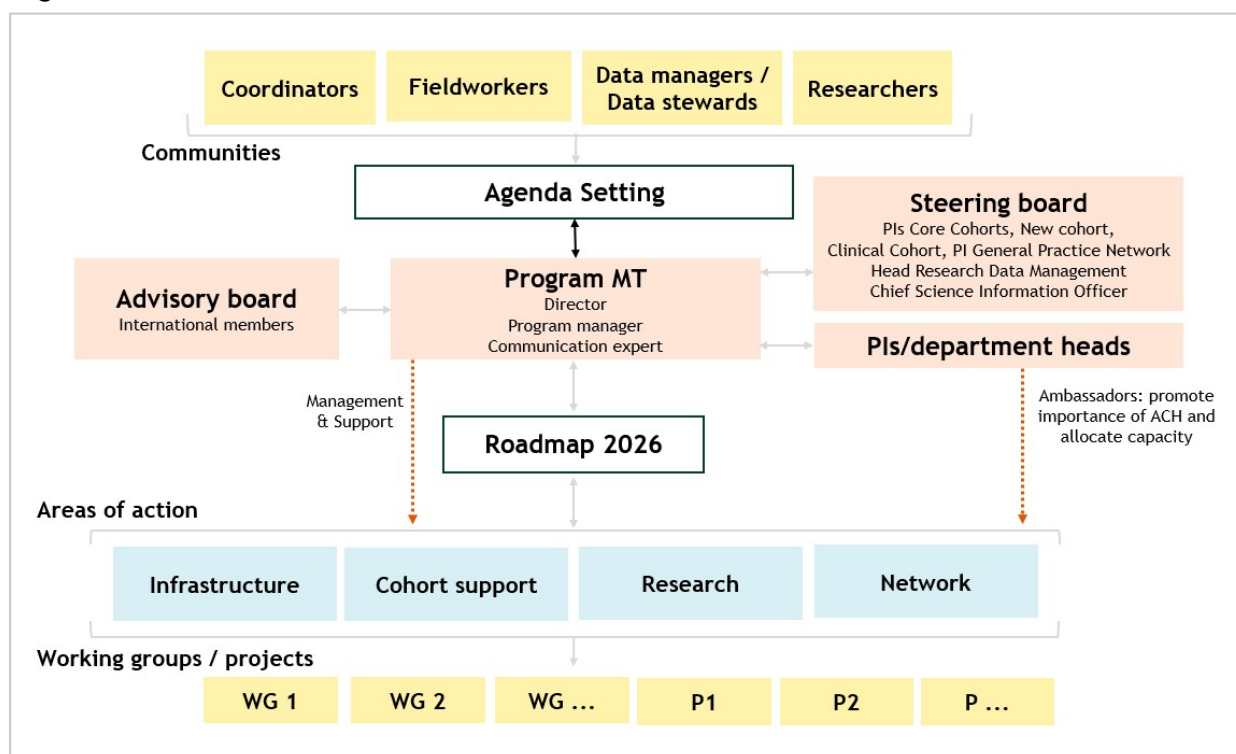 Coordinators
Fieldworkers
Data managers /
Data stewards
Researchers
Communities
Agenda Setting
Steering board
PIs Core Cohorts, New cohort,
Clinical Cohort, PI General Practice Network
Head Research Data Management
Chief Science Information Officer
Advisory board
International members
Program MT
Director
Program manager
Communication expert
PIs/department heads
Management
& Support
Ambassadors: promote
importance of ACH and
allocate capacity
Roadmap 2026
Areas of action
Infrastructure
Cohort support
Research
Network
Working groups / projects
WG 1
WG 2
WG ...
P1
P2
P ...